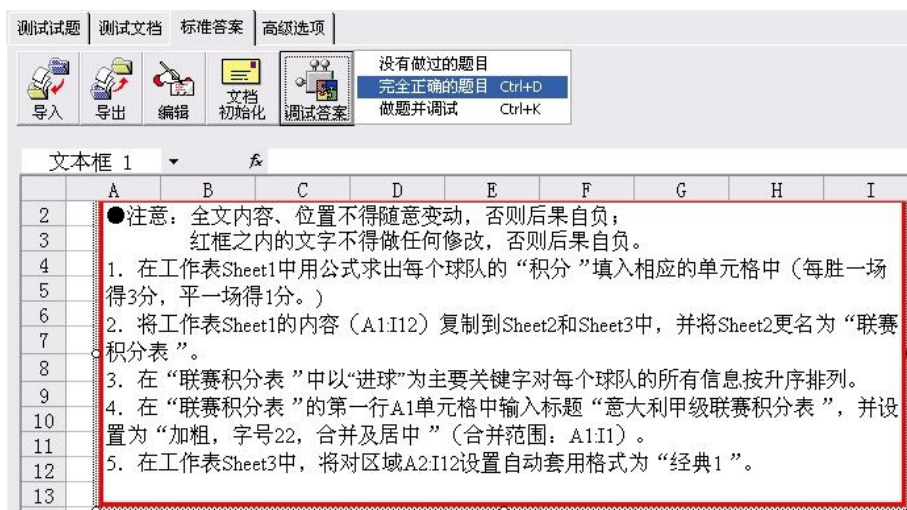 测试试题 测试文档 标准答案 高级选项
没有做过的题目
完全正确的题目 Ctrl+D
做题并调试 Ctrl+K
导入 导出 编辑 文档初始化 调试答案
文本框 1 fx
A B C D E F G H I
2 ●注意：全文内容、位置不得随意变动，否则后果自负；
3 红框之内的文字不得做任何修改，否则后果自负。
4 1. 在工作表Sheet1中用公式求出每个球队的“积分”填入相应的单元格中（每胜一场
5 得3分，平一场得1分。)
6 2. 将工作表Sheet1的内容（A1:I12）复制到Sheet2和Sheet3中，并将Sheet2更名为“联赛
7 积分表”。
8 3. 在“联赛积分表”中以“进球”为主要关键字对每个球队的所有信息按升序排列。
9 4. 在“联赛积分表”的第一行A1单元格中输入标题“意大利甲级联赛积分表”，并设
10 置为“加粗，字号22，合并及居中”（合并范围：A1:I1）。
11 5. 在工作表Sheet3中，将对区域A2:I12设置自动套用格式为“经典1”。
12
13